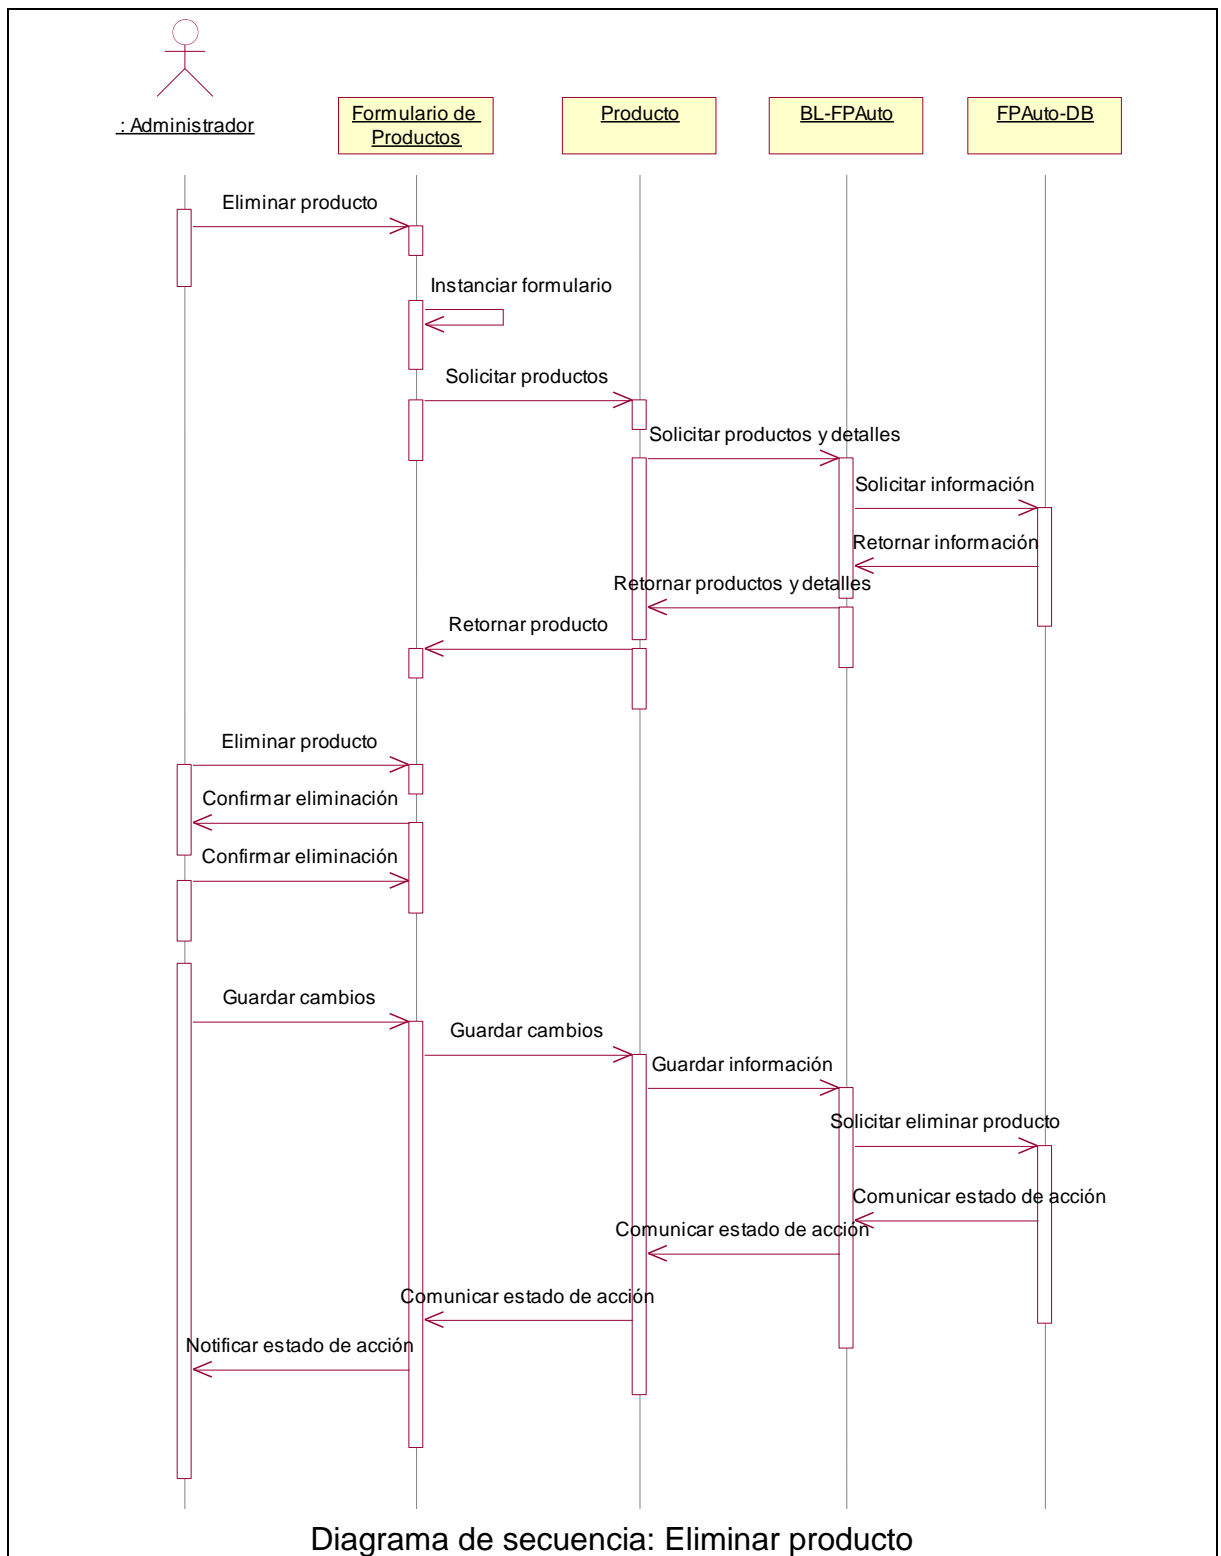 : Administrador
Formulario de
Productos
Producto
BL-FPAuto
FPAuto-DB
Eliminar producto
Instanciar formulario
Solicitar productos
Solicitar productos y detalles
Solicitar información
Retornar información
Retornar productos y detalles
Retornar producto
Eliminar producto
Confirmar eliminación
Confirmar eliminación
Guardar cambios
Guardar cambios
Guardar información
Solicitar eliminar producto
Comunicar estado de acción
Comunicar estado de acción
Comunicar estado de acción
Notificar estado de acción
Diagrama de secuencia: Eliminar producto